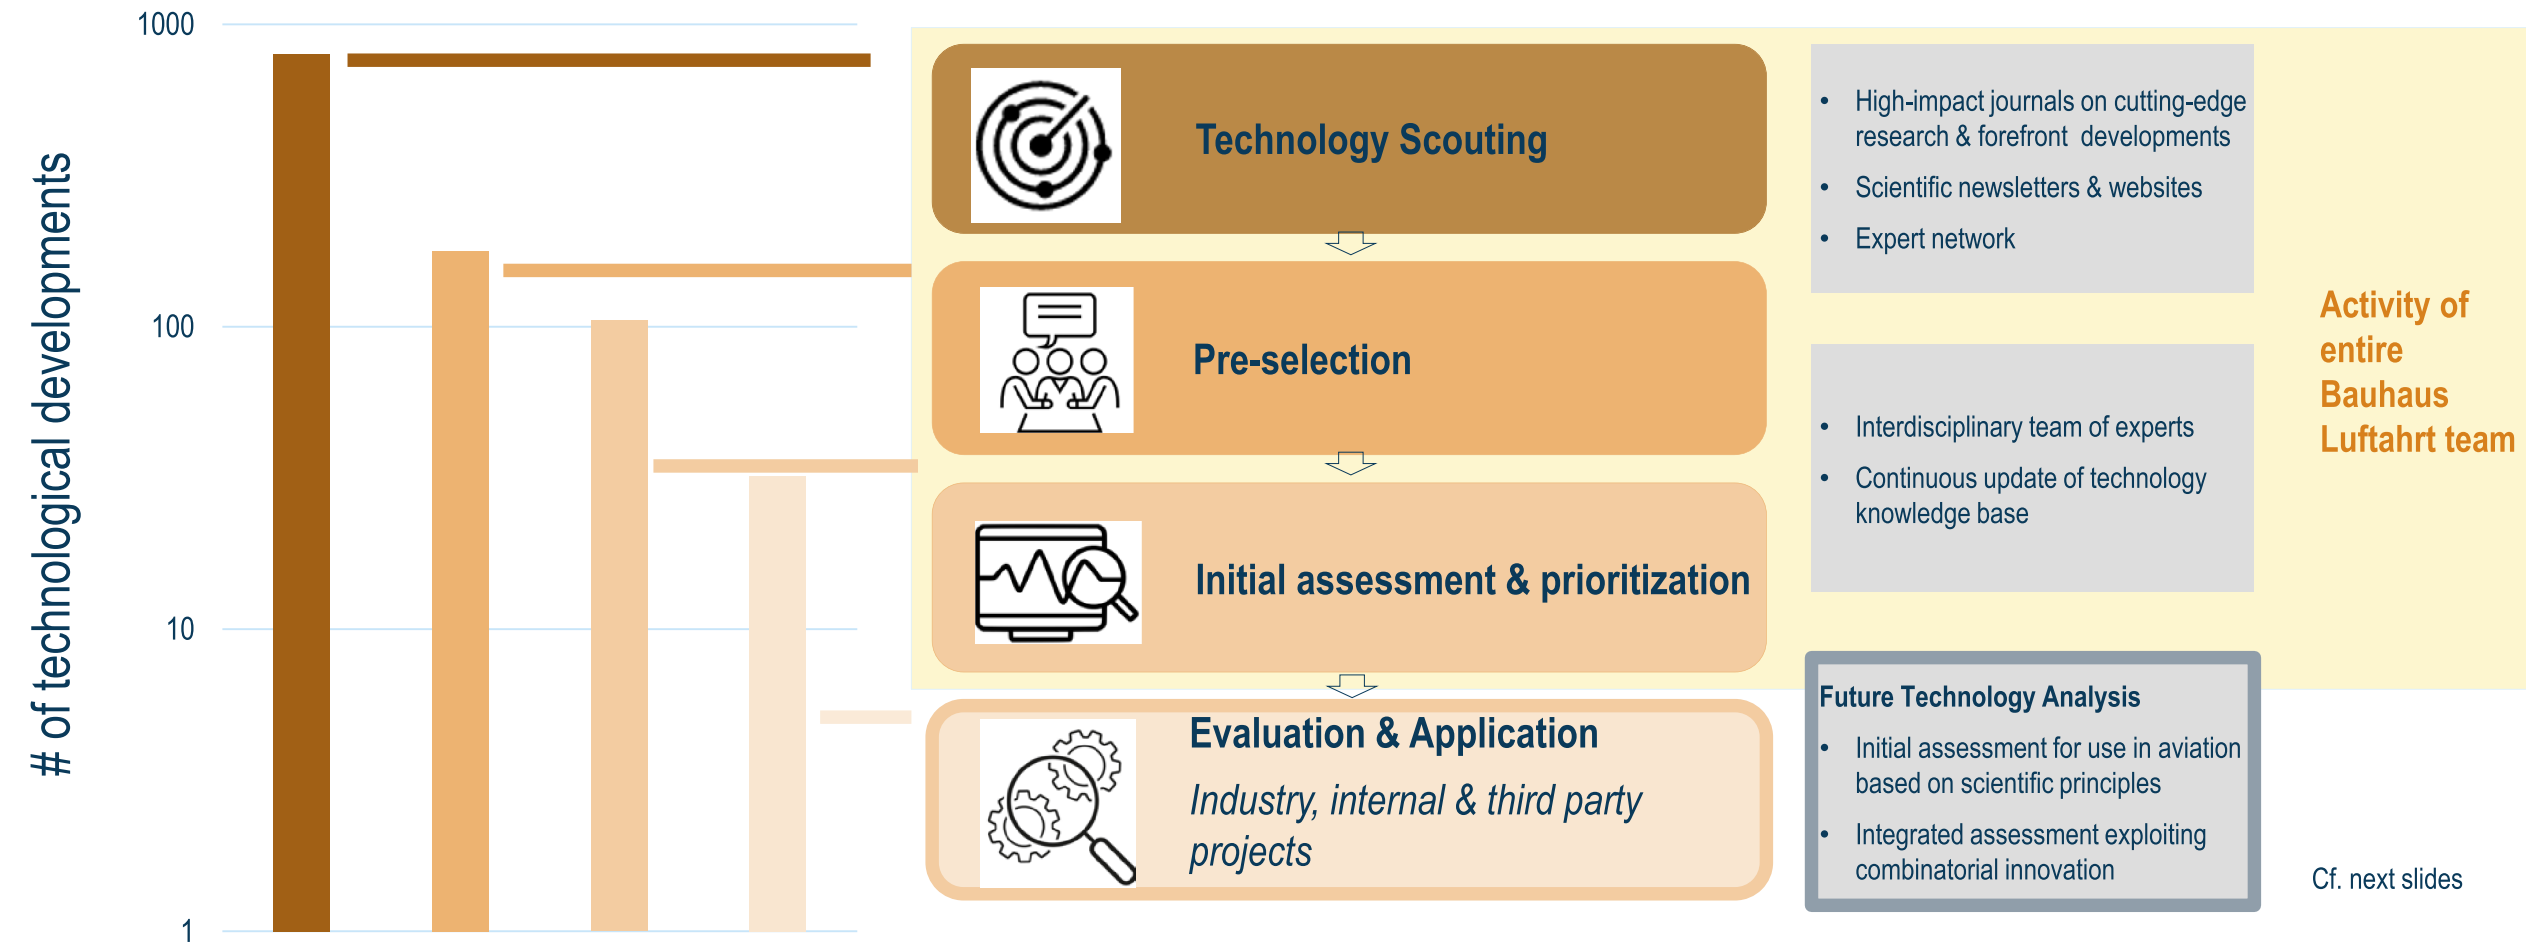 # of technological developments
1000
100
10
1
Technology Scouting
Pre-selection
Initial assessment & prioritization
Evaluation & Application
Industry, internal & third party
projects
• High-impact journals on cutting-edge
research & forefront developments
• Scientific newsletters & websites
• Expert network
• Interdisciplinary team of experts
• Continuous update of technology
knowledge base
Future Technology Analysis
• Initial assessment for use in aviation
based on scientific principles
• Integrated assessment exploiting
combinatorial innovation
Activity of
entire
Bauhaus
Luftahrt team
Cf. next slides